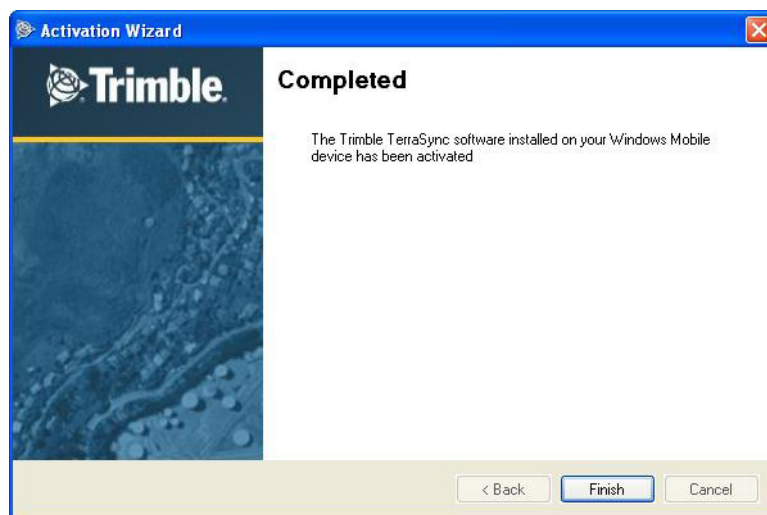 Activation Wizard
Trimble.
Completed
The Trimble TerraSync software installed on your Windows Mobile
device has been activated
< Back
Finish
Cancel